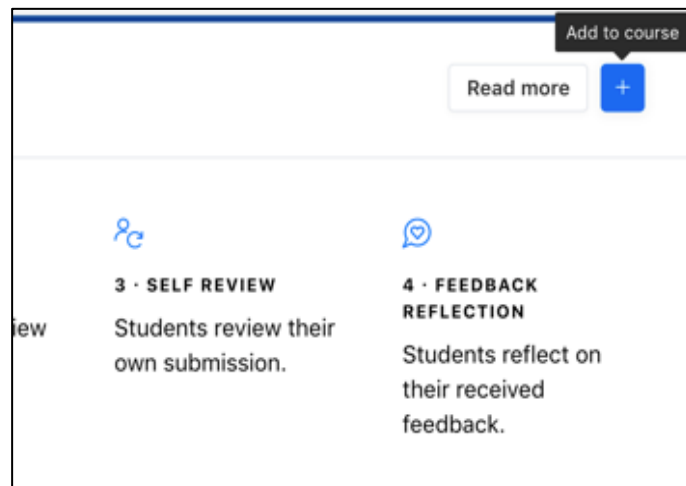 Add to course
Read more
+
3 · SELF REVIEW
Students review their
own submission.
4 · FEEDBACK
REFLECTION
Students reflect on
their received
feedback.